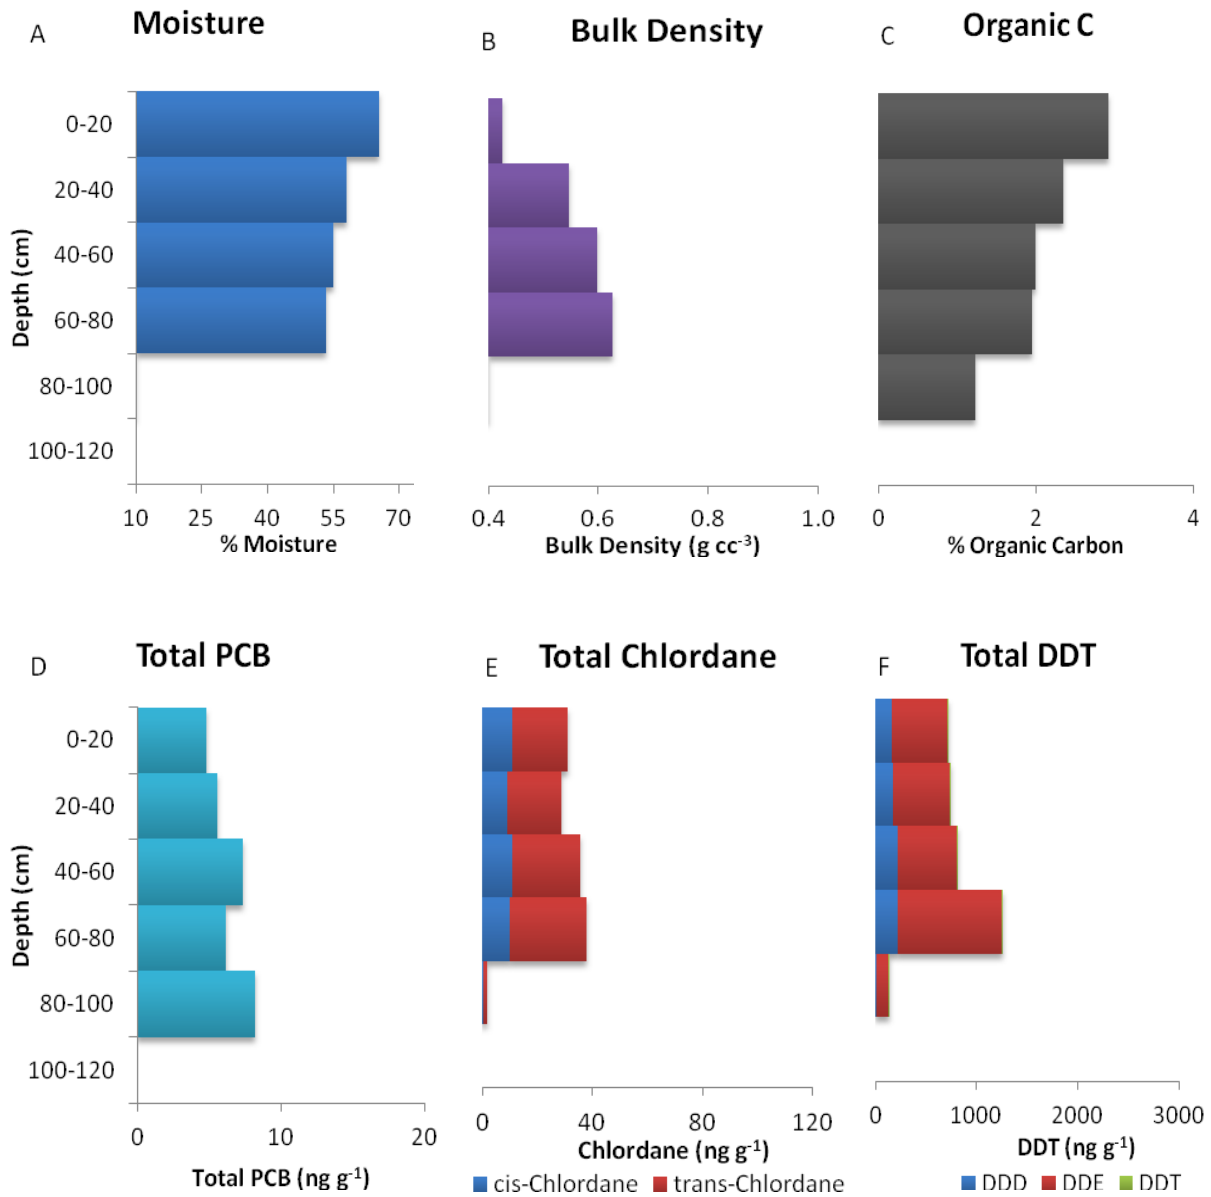 A Moisture
B Bulk Density
C Organic C
Depth (cm)
0-20
20-40
40-60
60-80
80-100
100-120
10 25 40 55 70
% Moisture
0.4 0.6 0.8 1.0
Bulk Density (g cc⁻³)
0 2 4
% Organic Carbon
D Total PCB
E Total Chlordane
F Total DDT
Depth (cm)
0-20
20-40
40-60
60-80
80-100
100-120
0 10 20
Total PCB (ng g⁻¹)
0 40 80 120
Chlordane (ng g⁻¹)
cis-Chlordane trans-Chlordane
0 1000 2000 3000
DDT (ng g⁻¹)
DDD DDE DDT